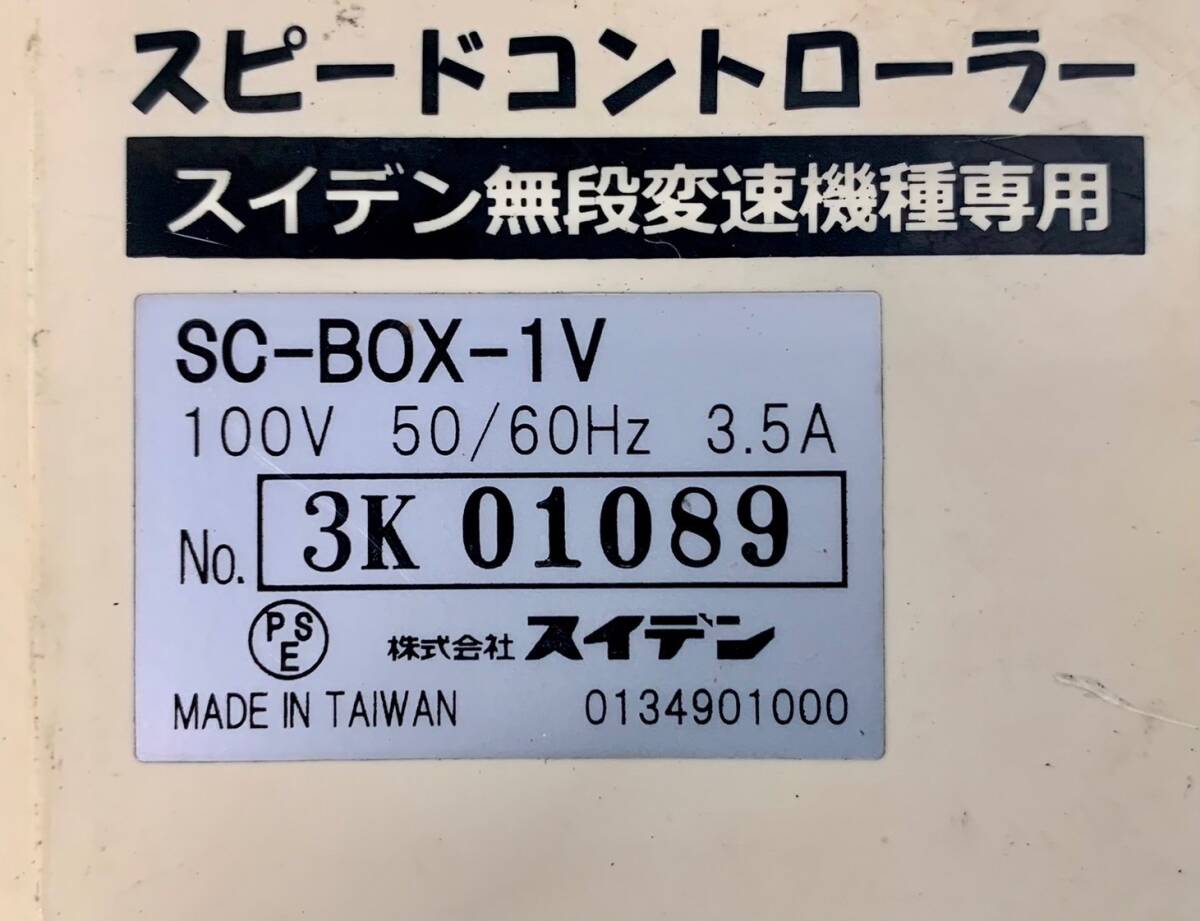 スピードコントローラー
スイデン無段変速機種専用
SC-BOX-1V
100V 50/60Hz 3.5A
No. 3K 01089
PSE 株式会社 スイデン
MADE IN TAIWAN 0134901000